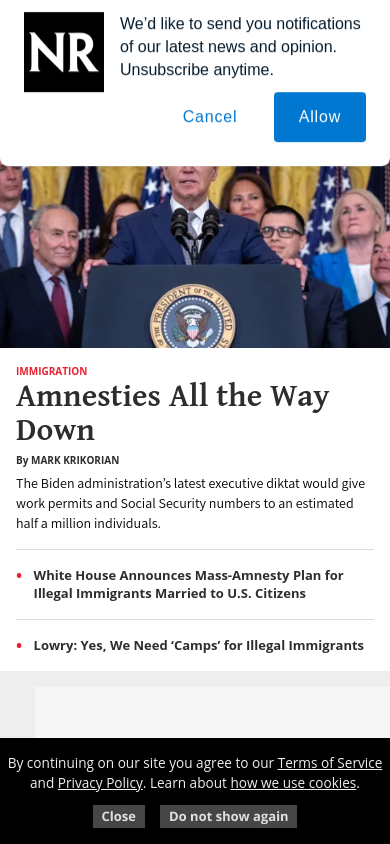 NR
We’d like to send you notifications
of our latest news and opinion.
Unsubscribe anytime.
Cancel
Allow
PRESIDENT OF THE
IMMIGRATION
Amnesties All the Way
Down
By MARK KRIKORIAN
The Biden administration’s latest executive diktat would give
work permits and Social Security numbers to an estimated
half a million individuals.
• White House Announces Mass-Amnesty Plan for
Illegal Immigrants Married to U.S. Citizens
• Lowry: Yes, We Need ‘Camps’ for Illegal Immigrants
By continuing on our site you agree to our Terms of Service
and Privacy Policy. Learn about how we use cookies.
Close
Do not show again